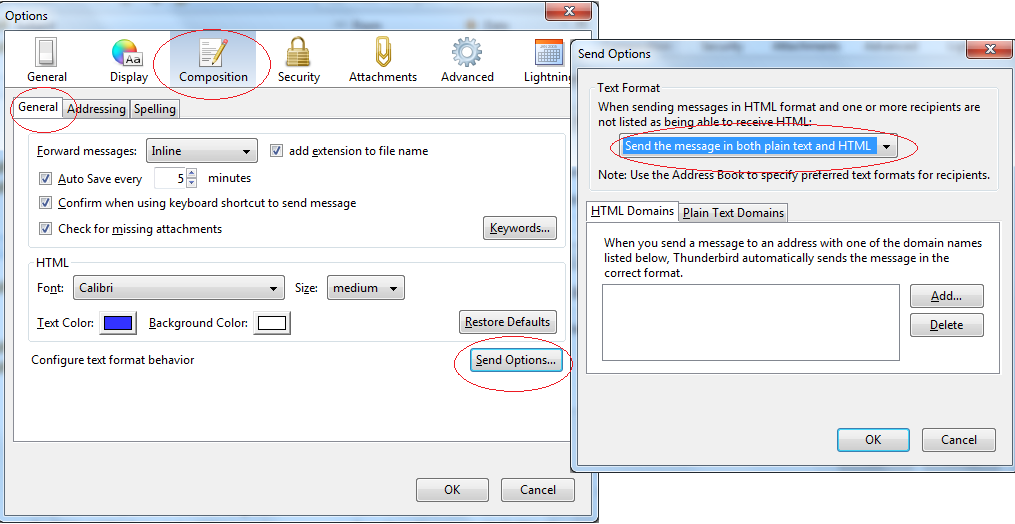 Options
General
Display
Composition
Security
Attachments
Advanced
Lightning
General
Addressing
Spelling
Forward messages:
Inline
add extension to file name
Auto Save every
5
minutes
Confirm when using keyboard shortcut to send message
Check for missing attachments
Keywords...
HTML
Font:
Calibri
Size:
medium
Text Color:
Background Color:
Restore Defaults
Configure text format behavior
Send Options...
OK
Cancel
Send Options
Text Format
When sending messages in HTML format and one or more recipients are
not listed as being able to receive HTML:
Send the message in both plain text and HTML
Note: Use the Address Book to specify preferred text formats for recipients.
HTML Domains
Plain Text Domains
When you send a message to an address with one of the domain names
listed below, Thunderbird automatically sends the message in the
correct format.
Add...
Delete
OK
Cancel